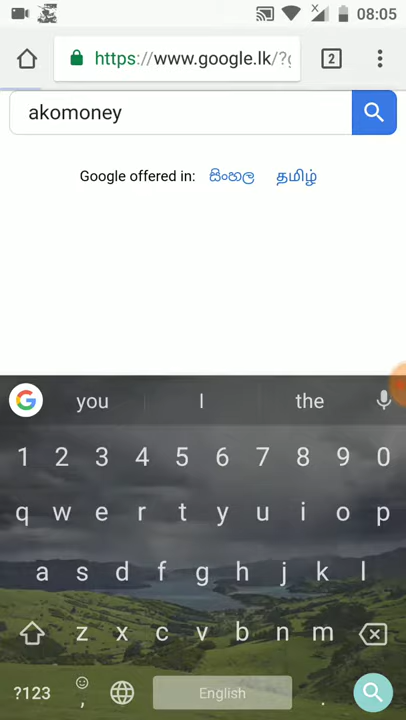 08:05
https://www.google.lk/?g
2
akomoney
Google offered in: සිංහල தமிழ்
you I the
1 2 3 4 5 6 7 8 9 0
q w e r t y u i o p
a s d f g h j k l
z x c v b n m
?123 , English .